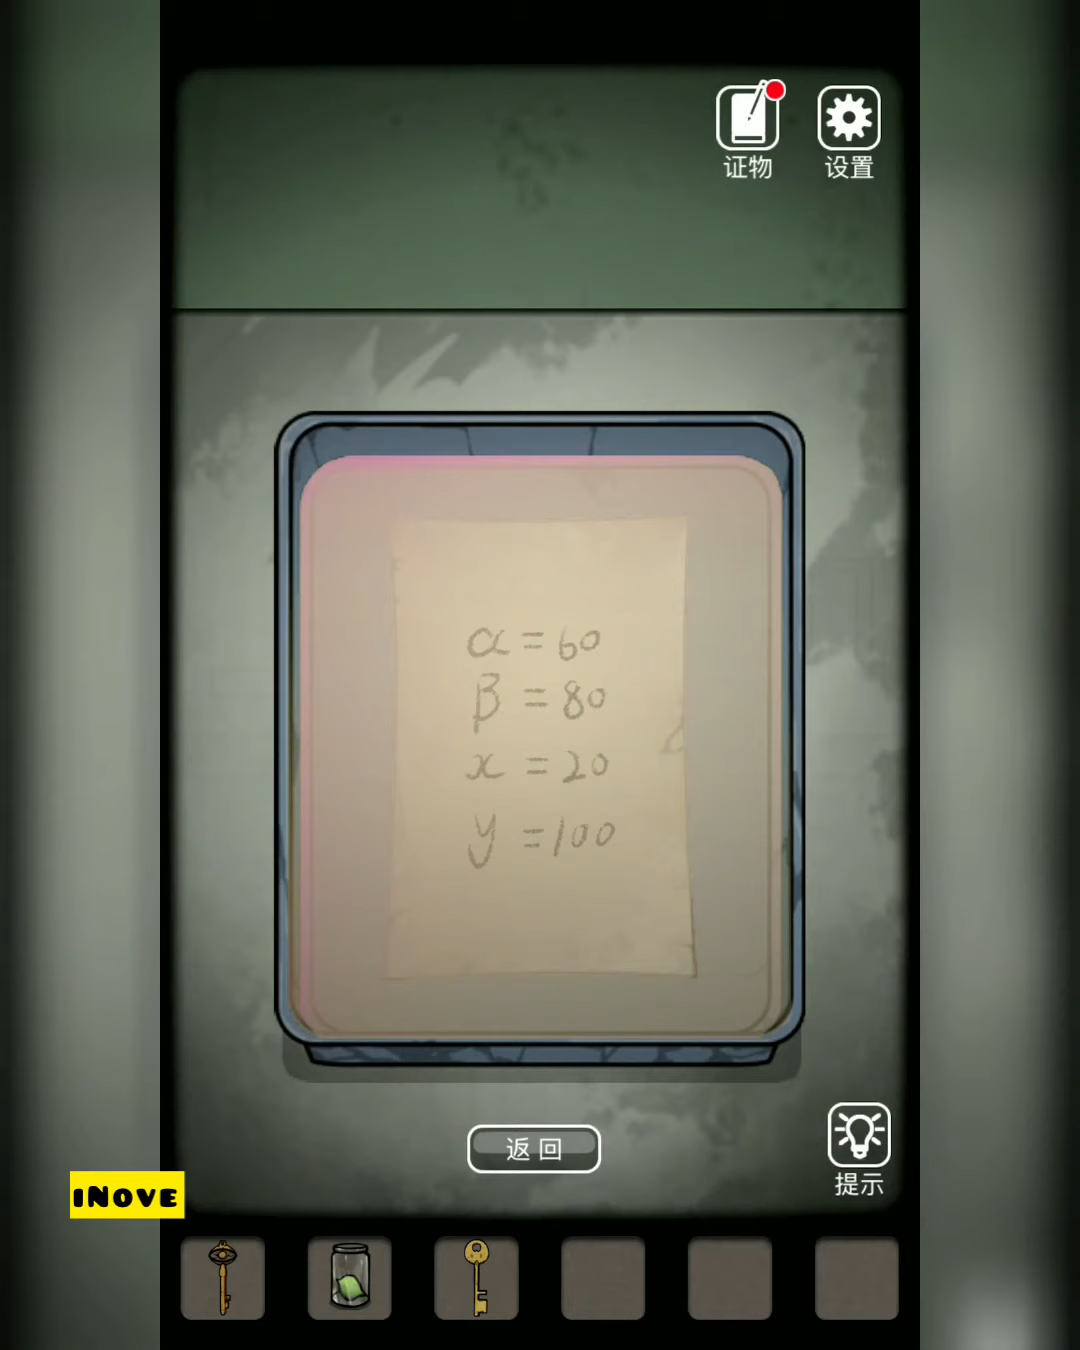 证物 设置
α = 60
β = 80
x = 20
y = 100
返回
提示
iNOVE